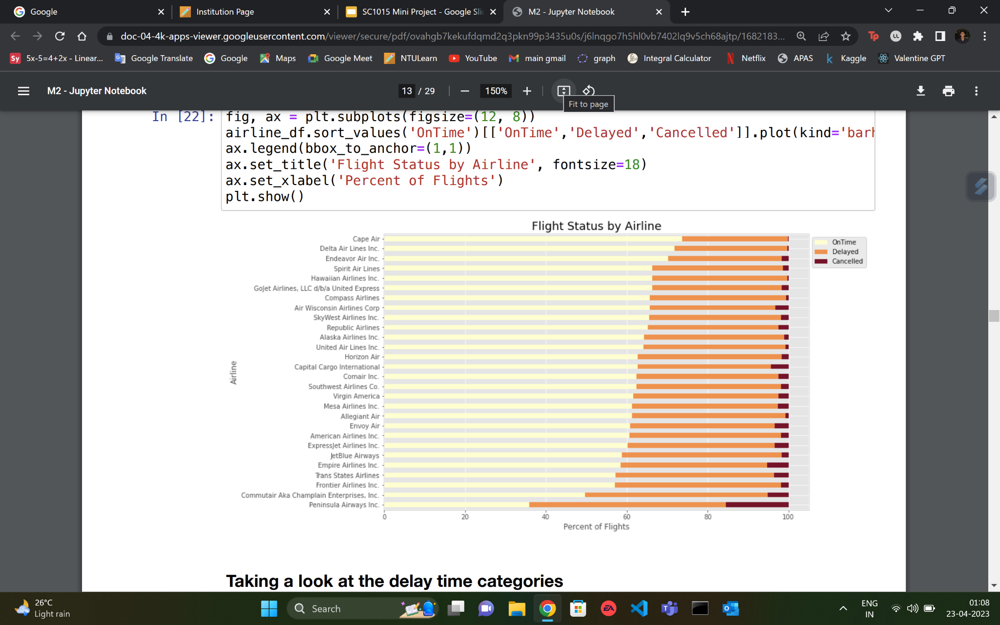 Google
Institution Page
SC1015 Mini Project - Google Slid
M2 - Jupyter Notebook
doc-04-4k-apps-viewer.googleusercontent.com/viewer/secure/pdf/ovahgb7kekufdqmd2q3pkn99p3435u0s/j6lnqgo7h5hl0vb7402lq9v5ch68ajtp/1682183...
Tp
Sy 5x-5=4+2x - Linear...
Google Translate
Google
Maps
Google Meet
NTULearn
YouTube
main gmail
graph
Integral Calculator
Netflix
APAS
Kaggle
Valentine GPT
M2 - Jupyter Notebook
13 / 29
150%
Fit to page
In [22]: fig, ax = plt.subplots(figsize=(12, 8))
airline_df.sort_values('OnTime')[['OnTime','Delayed','Cancelled']].plot(kind='barh
ax.legend(bbox_to_anchor=(1,1))
ax.set_title('Flight Status by Airline', fontsize=18)
ax.set_xlabel('Percent of Flights')
plt.show()
Flight Status by Airline
OnTime
Delayed
Cancelled
Airline
Cape Air
Delta Air Lines Inc.
Endeavor Air Inc.
Spirit Air Lines
Hawaiian Airlines Inc.
GoJet Airlines, LLC d/b/a United Express
Compass Airlines
Air Wisconsin Airlines Corp
SkyWest Airlines Inc.
Republic Airlines
Alaska Airlines Inc.
United Air Lines Inc.
Horizon Air
Capital Cargo International
Comair Inc.
Southwest Airlines Co.
Virgin America
Mesa Airlines Inc.
Allegiant Air
Envoy Air
American Airlines Inc.
ExpressJet Airlines Inc.
JetBlue Airways
Empire Airlines Inc.
Trans States Airlines
Frontier Airlines Inc.
Commutair Aka Champlain Enterprises, Inc.
Peninsula Airways Inc.
0 20 40 60 80 100
Percent of Flights
Taking a look at the delay time categories
26°C
Light rain
Search
EA
ENG
IN
01:08
23-04-2023